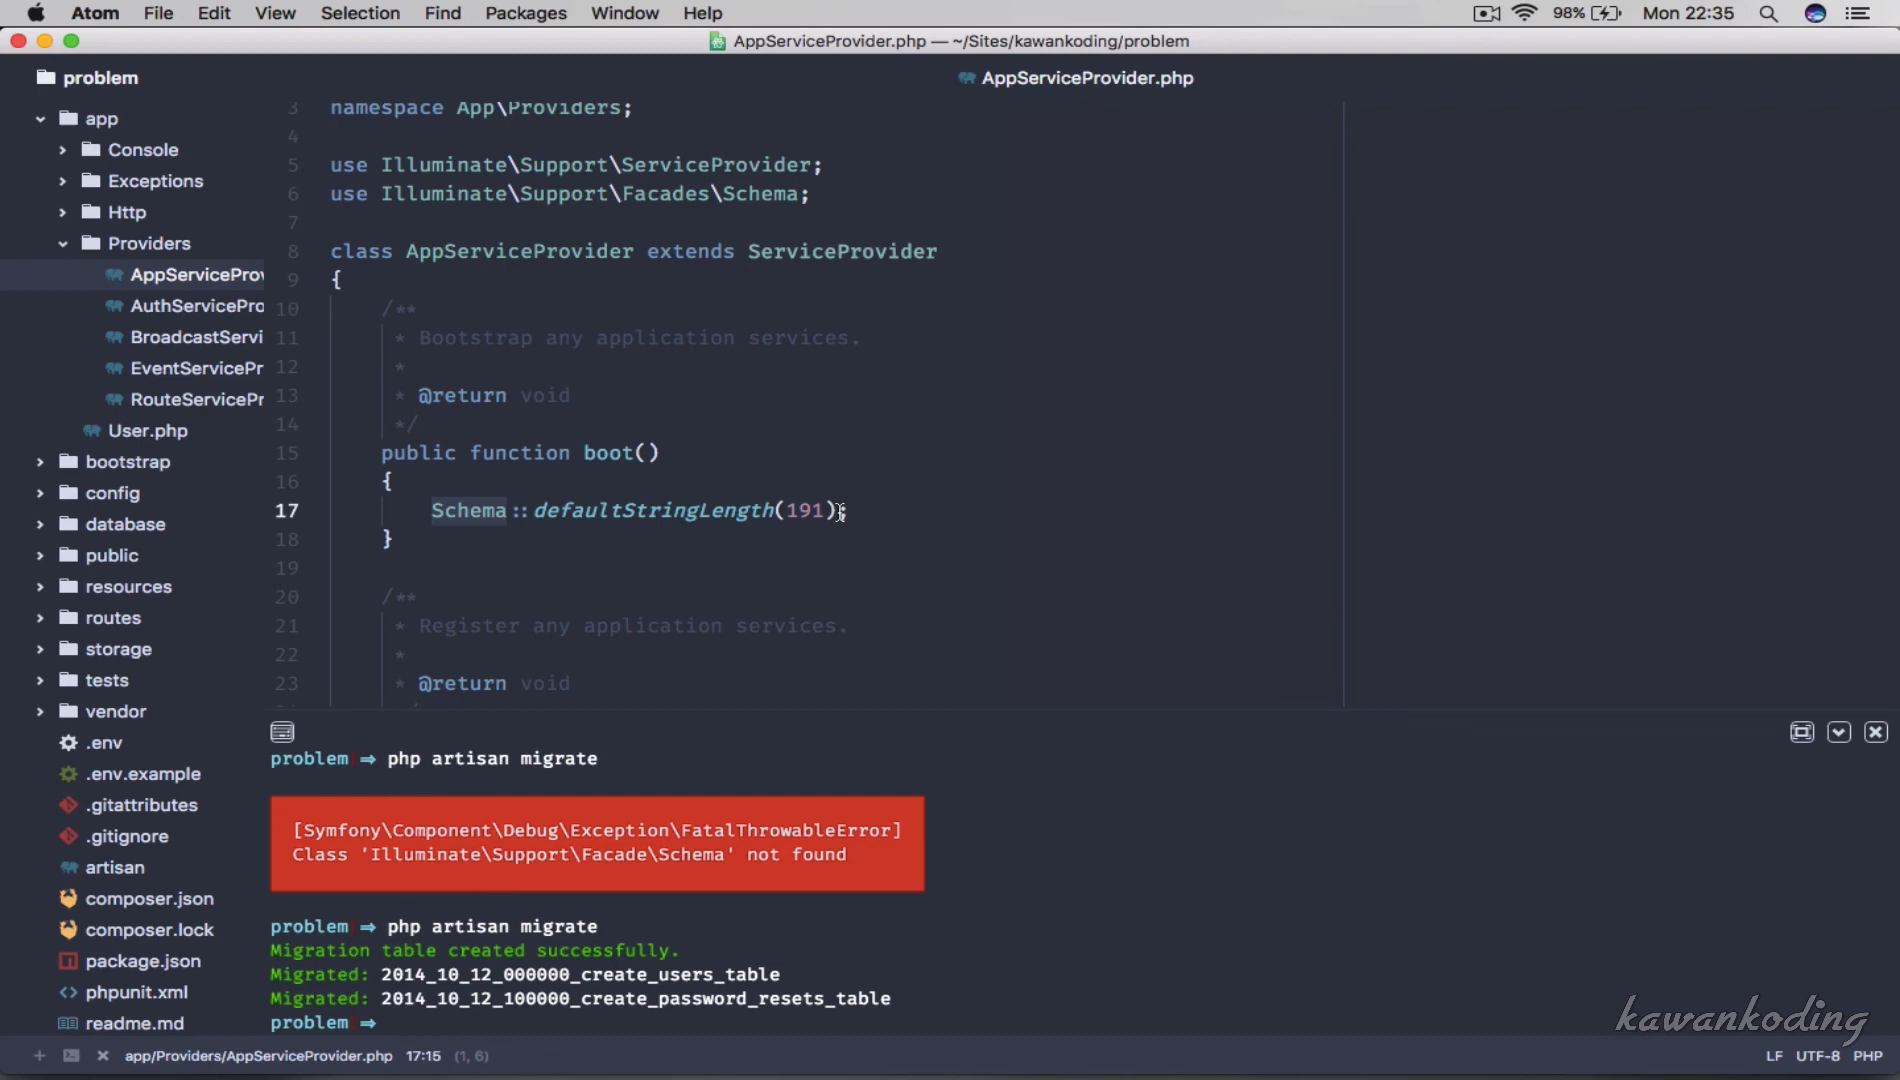 Atom File Edit View Selection Find Packages Window Help 98% Mon 22:35
AppServiceProvider.php — ~/Sites/kawankoding/problem
problem
AppServiceProvider.php
app
Console
Exceptions
Http
Providers
AppServiceProv
AuthServicePro
BroadcastServi
EventServicePr
RouteServicePr
User.php
bootstrap
config
database
public
resources
routes
storage
tests
vendor
.env
.env.example
.gitattributes
.gitignore
artisan
composer.json
composer.lock
package.json
phpunit.xml
readme.md
3 namespace App\Providers;
4
5 use Illuminate\Support\ServiceProvider;
6 use Illuminate\Support\Facades\Schema;
7
8 class AppServiceProvider extends ServiceProvider
9 {
10 /**
11 * Bootstrap any application services.
12 *
13 * @return void
14 */
15 public function boot()
16 {
17 Schema::defaultStringLength(191);
18 }
19
20 /**
21 * Register any application services.
22 *
23 * @return void
problem ⇒ php artisan migrate
[Symfony\Component\Debug\Exception\FatalThrowableError]
Class 'Illuminate\Support\Facade\Schema' not found
problem ⇒ php artisan migrate
Migration table created successfully.
Migrated: 2014_10_12_000000_create_users_table
Migrated: 2014_10_12_100000_create_password_resets_table
problem ⇒
kawankoding
app/Providers/AppServiceProvider.php 17:15 (1, 6) LF UTF-8 PHP